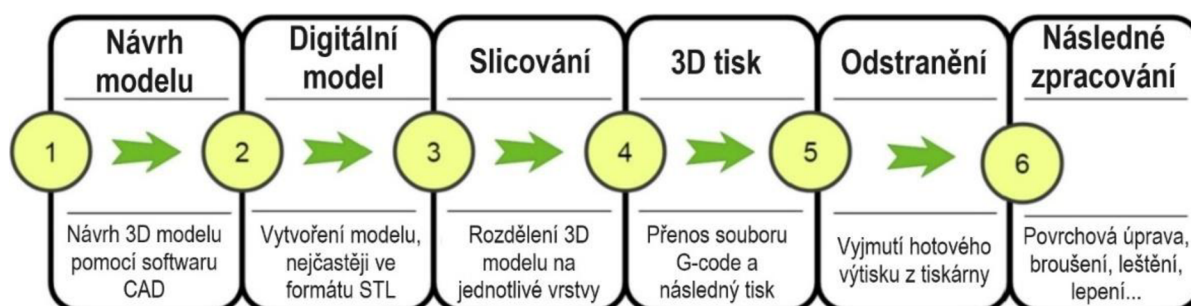 Návrh
modelu
1
Návrh 3D modelu
pomocí softwaru
CAD
Digitální
model
2
Vytvoření modelu,
nejčastěji ve
formátu STL
Slicování
3
Rozdělení 3D
modelu na
jednotlivé vrstvy
3D tisk
4
Přenos souboru
G-code a
následný tisk
Odstranění
5
Vyjmutí hotového
výtisku z tiskárny
Následné
zpracování
6
Povrchová úprava,
broušení, leštění,
lepení...